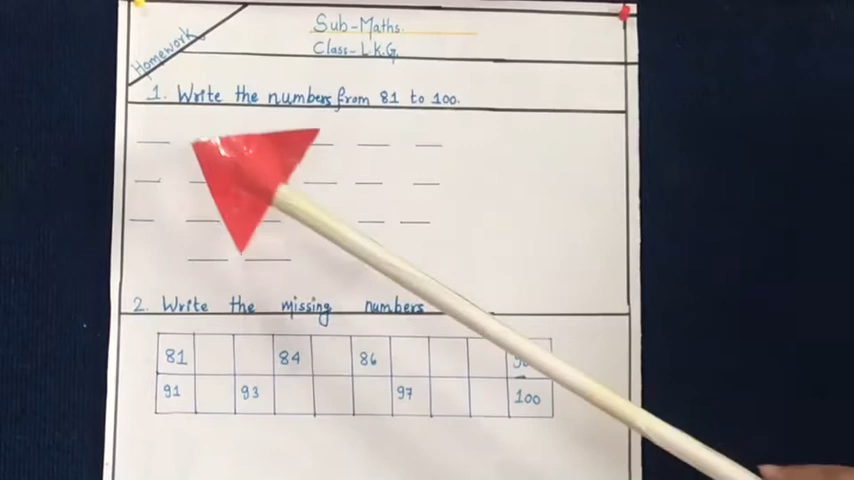 Homework
Sub-Maths.
Class-L.K.G.
1. Write the numbers from 81 to 100.
2. Write the missing numbers
81 84 86
91 93 97 100